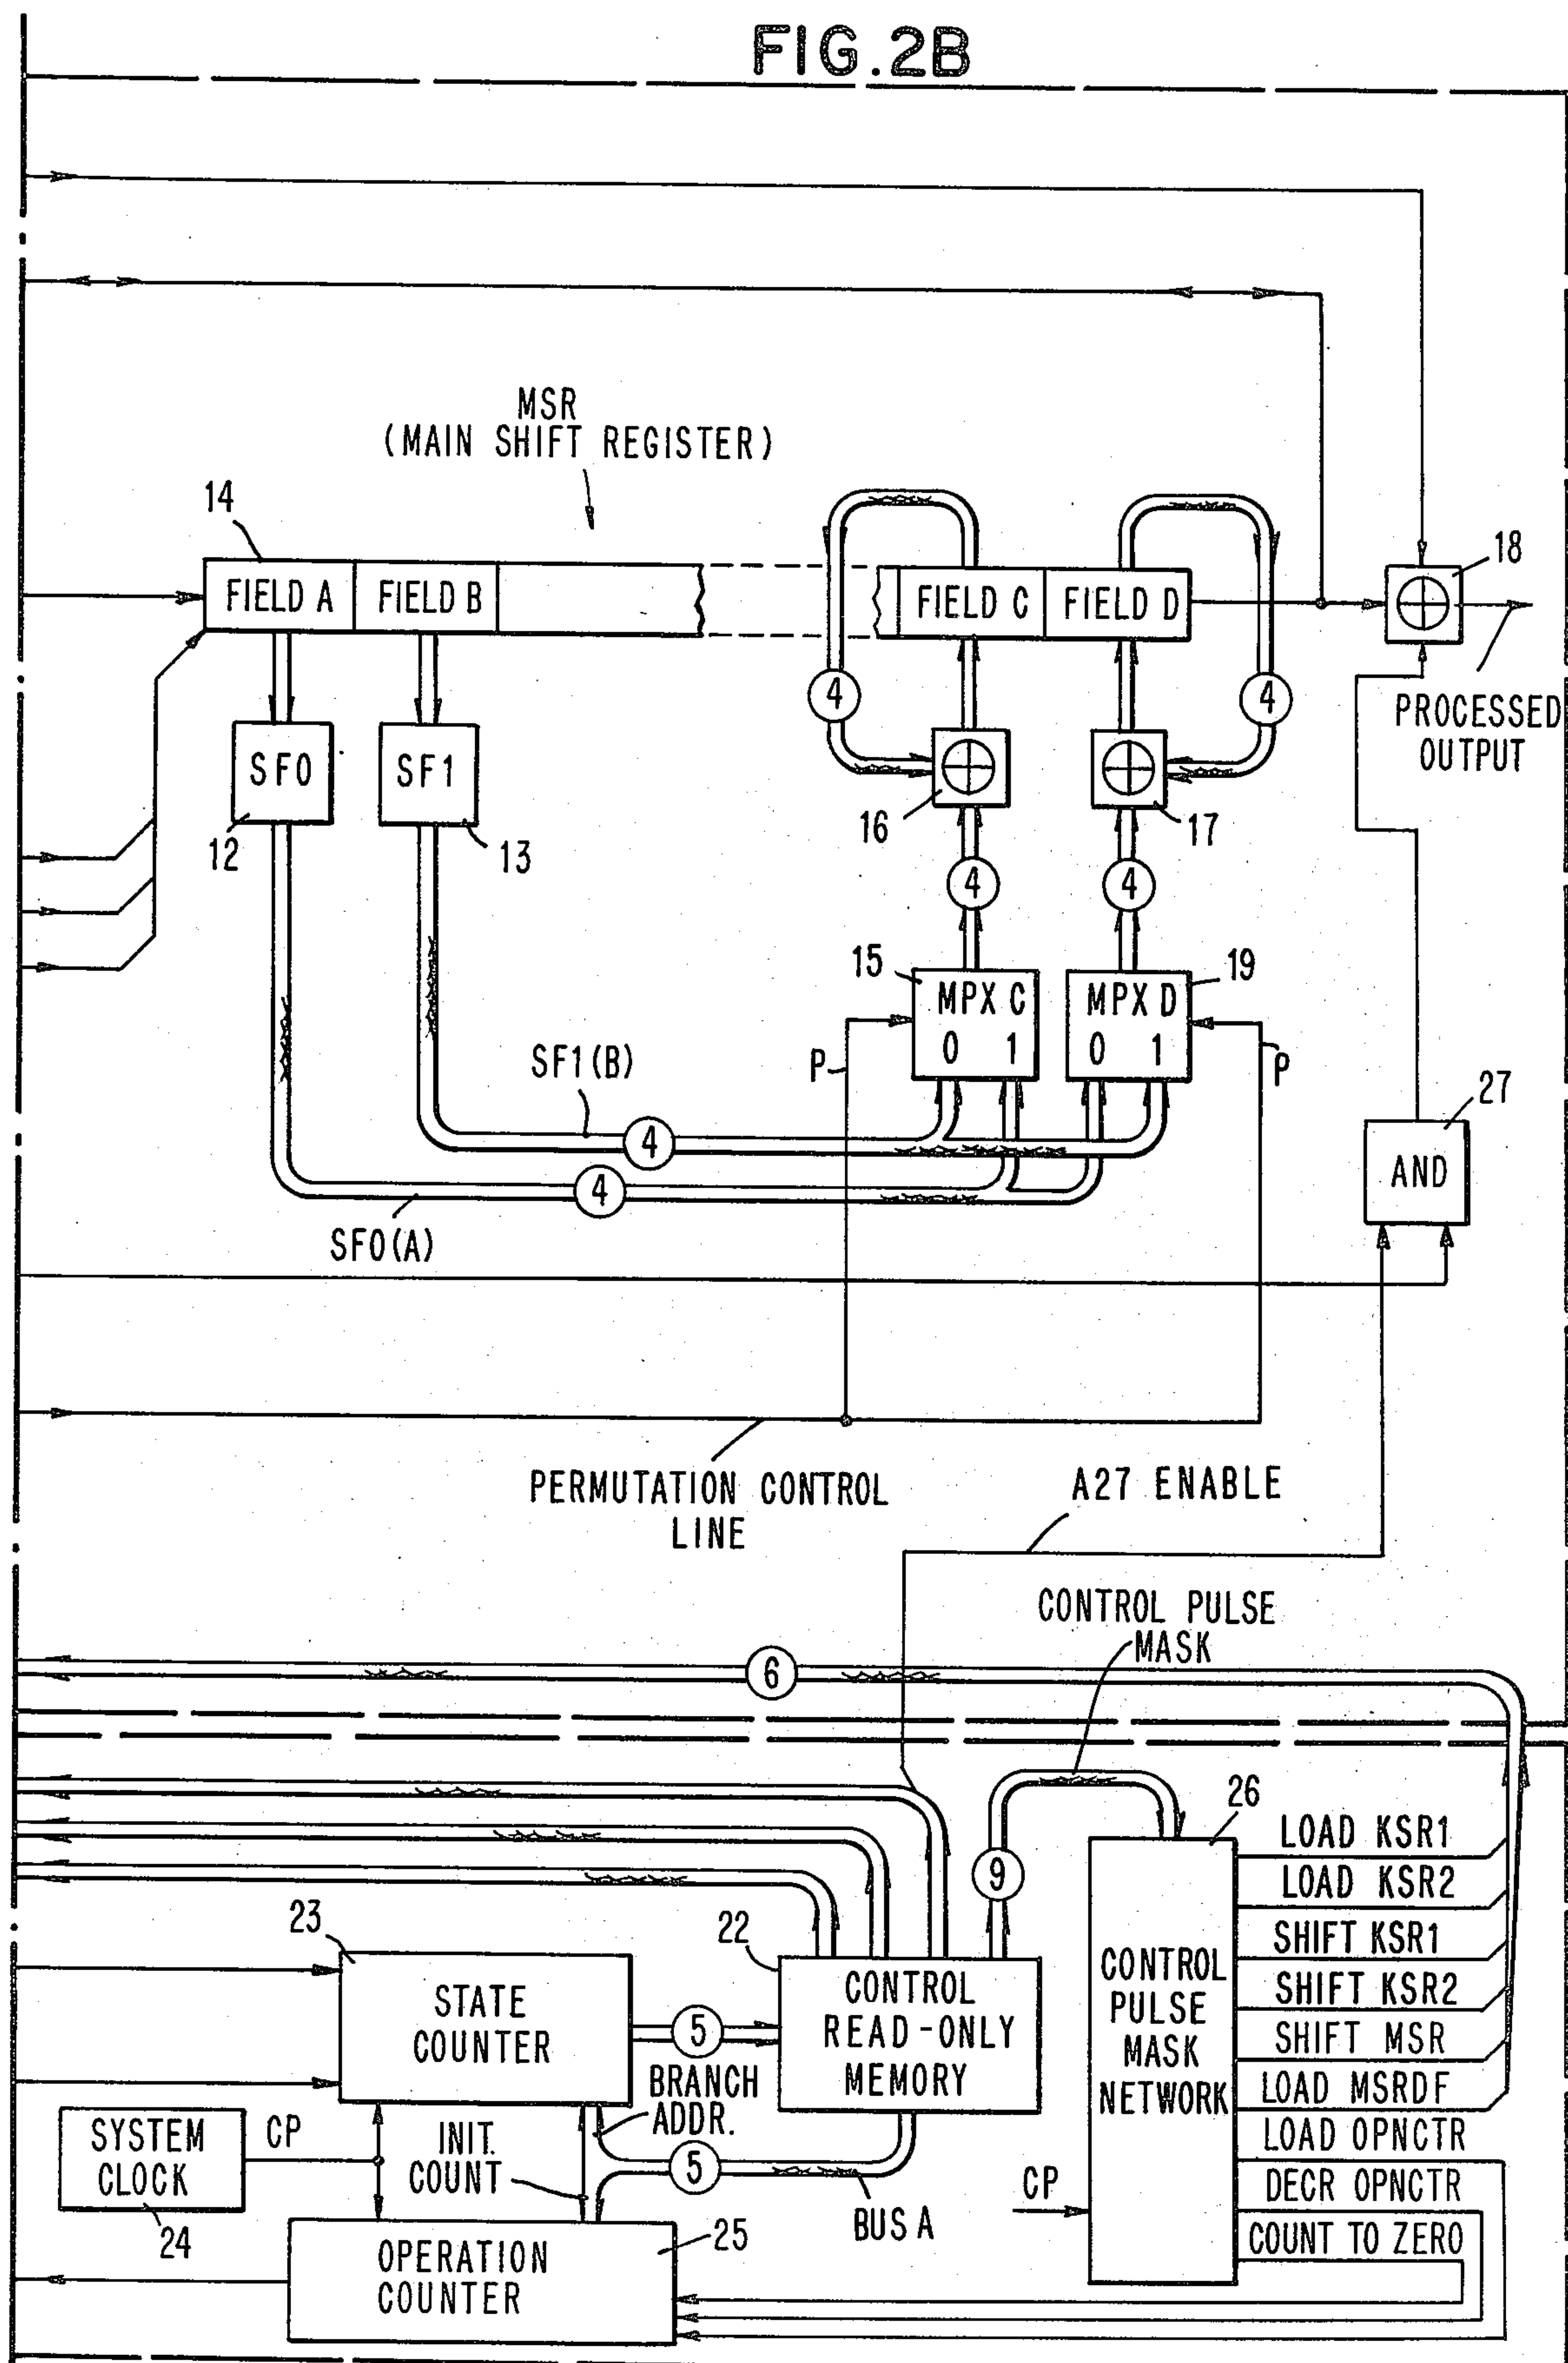 FIG.2B
MSR
(MAIN SHIFT REGISTER)
14
18
FIELD A
FIELD B
FIELD C
FIELD D
4
4
PROCESSED
OUTPUT
SF0
SF1
12
13
16
17
4
4
15
19
MPX C
0 1
MPX D
0 1
P
P
SF1(B)
4
27
AND
4
SF0(A)
PERMUTATION CONTROL
LINE
A27 ENABLE
CONTROL PULSE
MASK
6
26
9
LOAD KSR1
LOAD KSR2
SHIFT KSR1
SHIFT KSR2
SHIFT MSR
LOAD MSRDF
LOAD OPNCTR
DECR OPNCTR
COUNT TO ZERO
CONTROL
PULSE
MASK
NETWORK
CP
23
STATE
COUNTER
5
22
CONTROL
READ-ONLY
MEMORY
BRANCH
ADDR.
SYSTEM
CLOCK
24
CP
INIT.
COUNT
5
BUS A
OPERATION
COUNTER
25